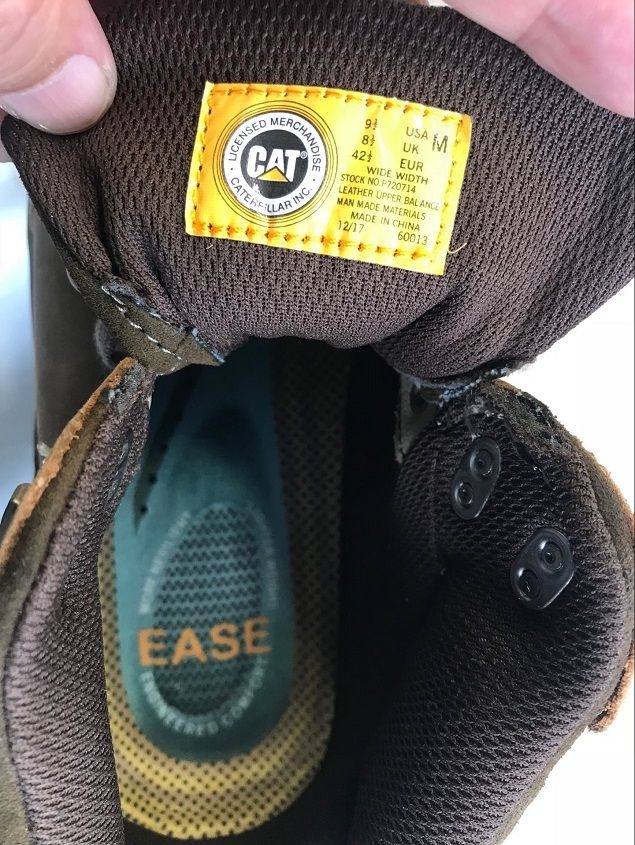 LICENSED MERCHANDISE
CAT®
CATERPILLAR INC.
9½ USA M
8½ UK
42½ EUR
WIDE WIDTH
STOCK NO.P720714
LEATHER UPPER BALANCE
MAN MADE MATERIALS
MADE IN CHINA
12/17 60013
EASE
ENGINEERED COMFORT